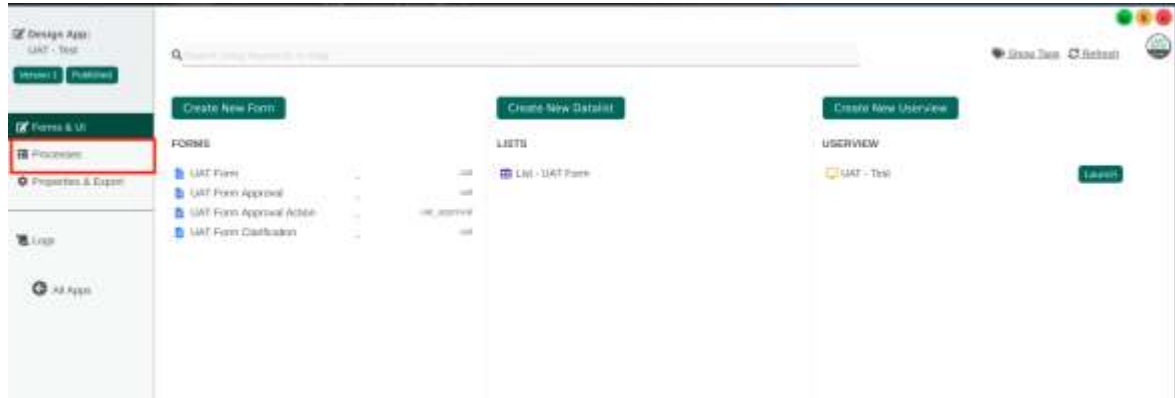 Design App:
UAT - Test
Version 1 Published
Forms & UI
Processes
Properties & Export
Logs
All Apps
Show Tags Refresh
Create New Form
FORMS
UAT Form
UAT Form Approval
UAT Form Approval Action
UAT Form Clarification
Create New Datalist
LISTS
List - UAT Form
Create New Userview
USERVIEW
UAT - Test
Launch